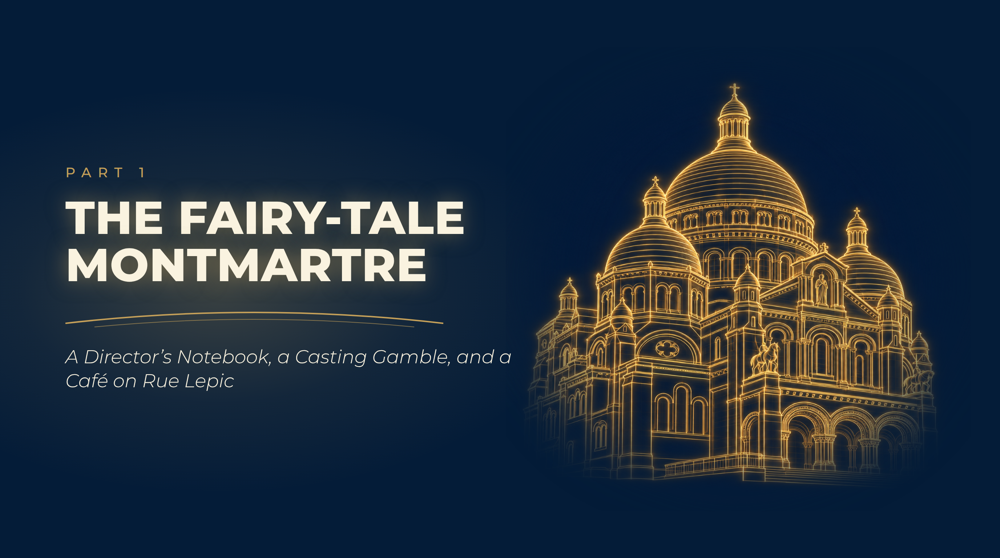 PART 1
THE FAIRY-TALE
MONTMARTRE
A Director’s Notebook, a Casting Gamble, and a
Café on Rue Lepic